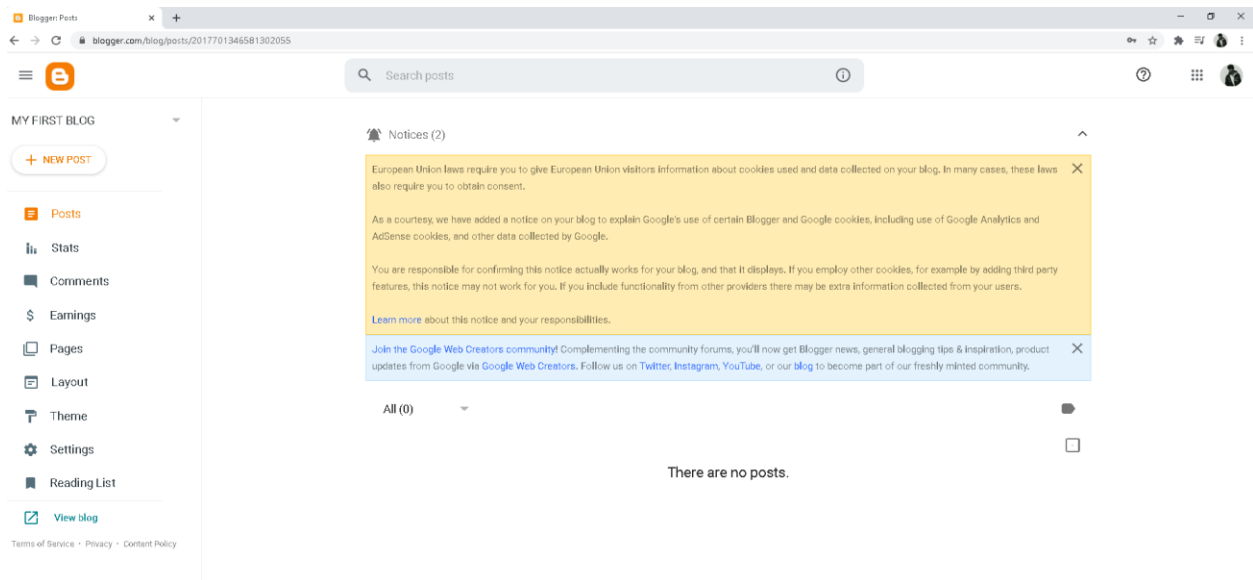 Blogger: Posts
blogger.com/blog/posts/2017701346581302055
Search posts
MY FIRST BLOG
NEW POST
Posts
Stats
Comments
Earnings
Pages
Layout
Theme
Settings
Reading List
View blog
Terms of Service • Privacy • Content Policy
Notices (2)
European Union laws require you to give European Union visitors information about cookies used and data collected on your blog. In many cases, these laws
also require you to obtain consent.
As a courtesy, we have added a notice on your blog to explain Google's use of certain Blogger and Google cookies, including use of Google Analytics and
AdSense cookies, and other data collected by Google.
You are responsible for confirming this notice actually works for your blog, and that it displays. If you employ other cookies, for example by adding third party
features, this notice may not work for you. If you include functionality from other providers there may be extra information collected from your users.
Learn more about this notice and your responsibilities.
Join the Google Web Creators community! Complementing the community forums, you'll now get Blogger news, general blogging tips & inspiration, product
updates from Google via Google Web Creators. Follow us on Twitter, Instagram, YouTube, or our blog to become part of our freshly minted community.
All (0)
There are no posts.